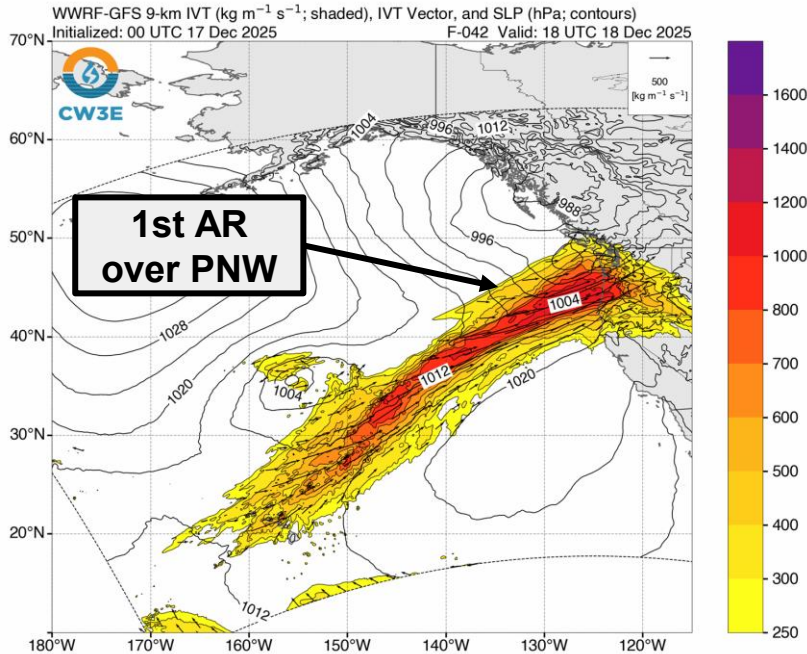 WWRF-GFS 9-km IVT (kg m⁻¹ s⁻¹; shaded), IVT Vector, and SLP (hPa; contours)
Initialized: 00 UTC 17 Dec 2025 F-042 Valid: 18 UTC 18 Dec 2025
70°N
60°N
50°N
40°N
30°N
20°N
CW3E
500
[kg m⁻¹ s⁻¹]
1004
996
1012
988
996
1st AR
over PNW
1004
1028
1020
1004
1012
1020
1012
180°W
170°W
160°W
150°W
140°W
130°W
120°W
1600
1400
1200
1000
800
700
600
500
400
300
250